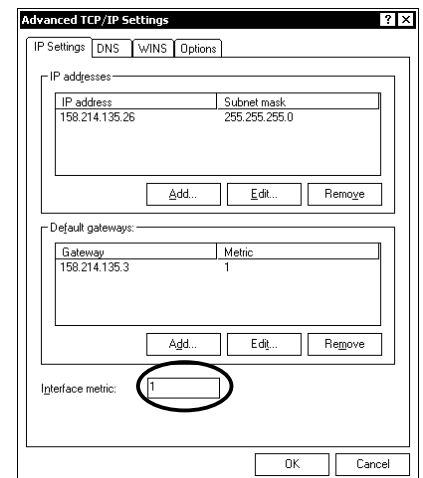 Advanced TCP/IP Settings ? X
IP Settings DNS WINS Options
IP addresses
IP address Subnet mask
158.214.135.26 255.255.255.0
Add... Edit... Remove
Default gateways:
Gateway Metric
158.214.135.3 1
Add... Edit... Remove
Interface metric: 1
OK Cancel